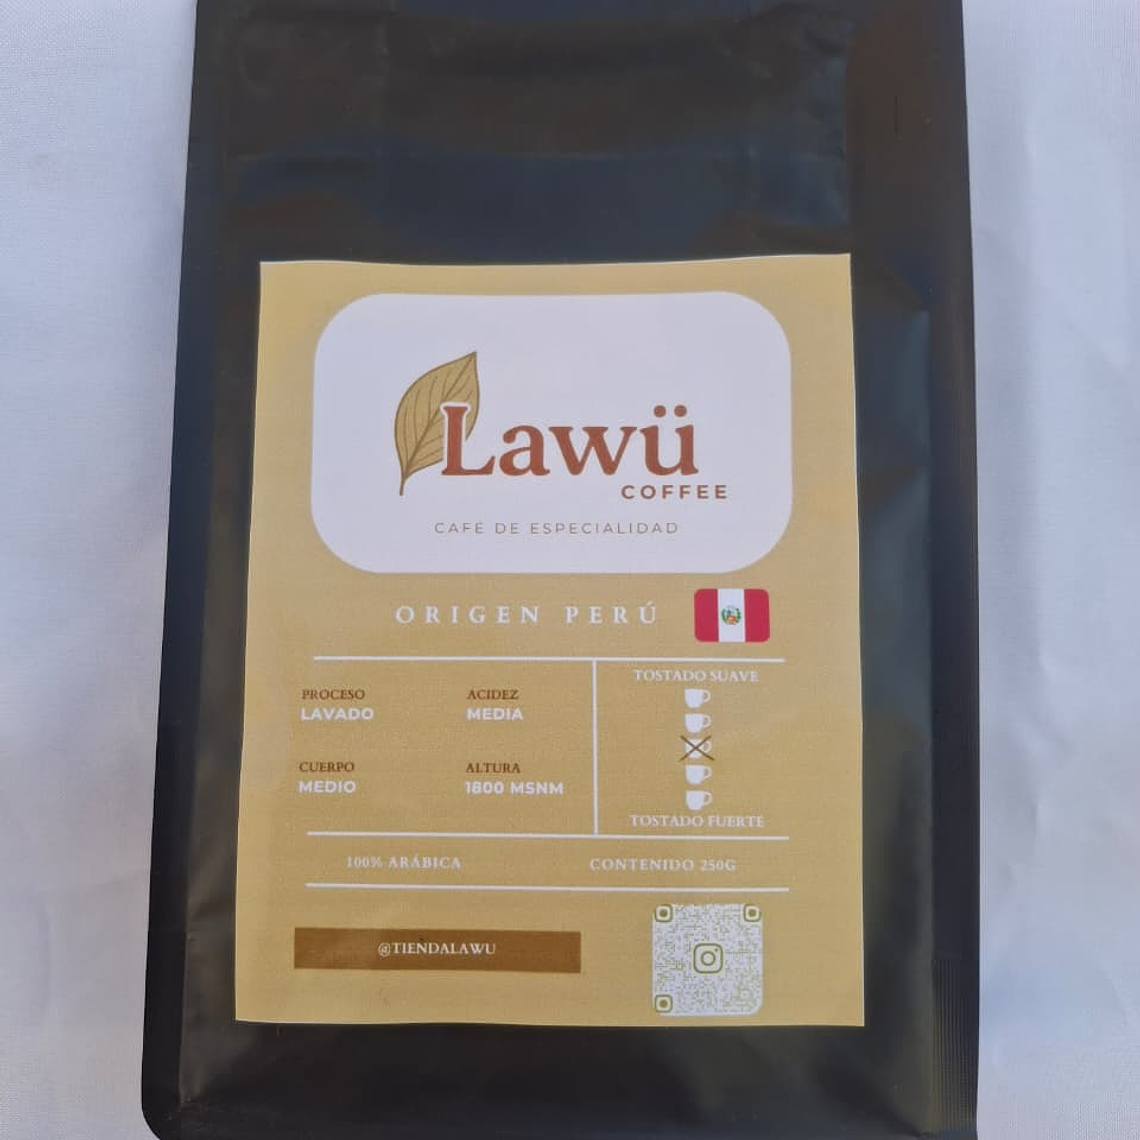 Lawü
COFFEE
CAFÉ DE ESPECIALIDAD
ORIGEN PERÚ
PROCESO
LAVADO
ACIDEZ
MEDIA
CUERPO
MEDIO
ALTURA
1800 MSNM
TOSTADO SUAVE
TOSTADO FUERTE
100% ARÁBICA
CONTENIDO 250G
@TIENDALAWU